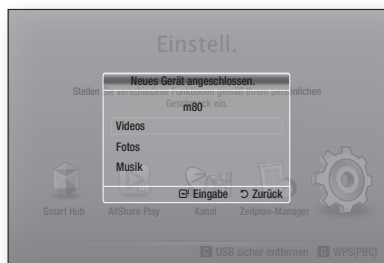 Einstell.
Neues Gerät angeschlossen.
Stellen Sie verschiedene Funktionen gemäß Ihrem persönlichen
Geschmack ein.
m80
Videos
Fotos
Musik
Eingabe Zurück
Smart Hub AllShare Play Kanal Zeitplan-Manager
C USB sicher entfernen D WPS(PBC)